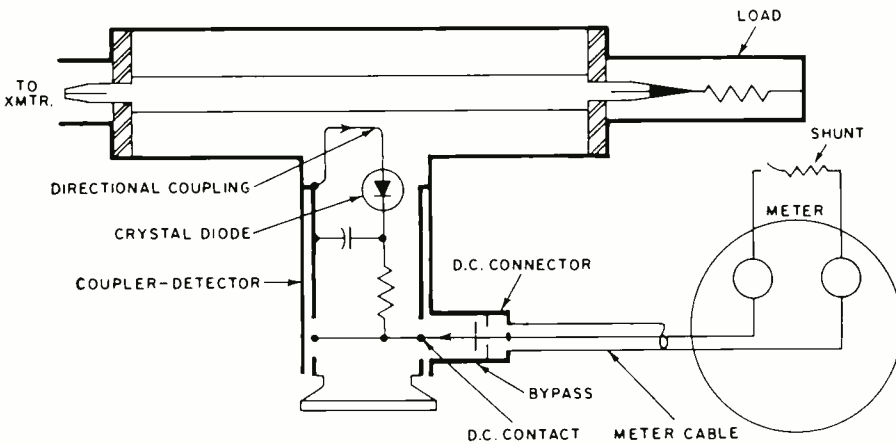 LOAD
TO
XMTR.
SHUNT
DIRECTIONAL COUPLING
METER
CRYSTAL DIODE
D.C. CONNECTOR
COUPLER-DETECTOR
BYPASS
D.C. CONTACT
METER CABLE